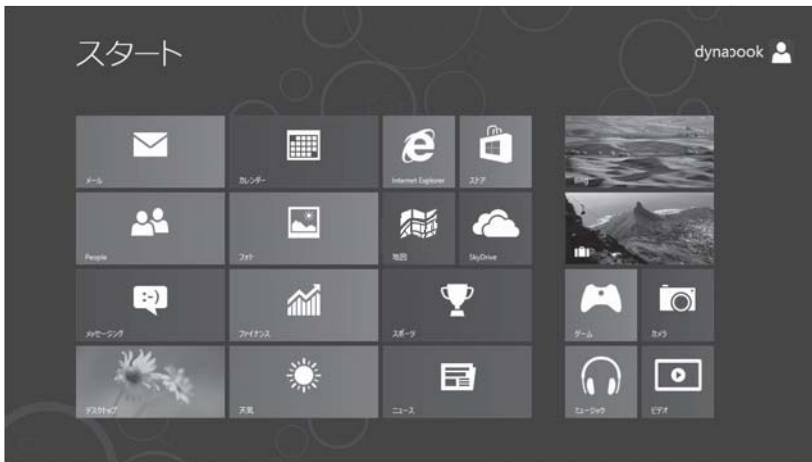 スタート
dynabook
メール
カレンダー
Internet Explorer
ストア
Bing
People
フォト
地図
SkyDrive
メッセージング
ファイナンス
スポーツ
ゲーム
カメラ
デスクトップ
天気
ニュース
ミュージック
ビデオ